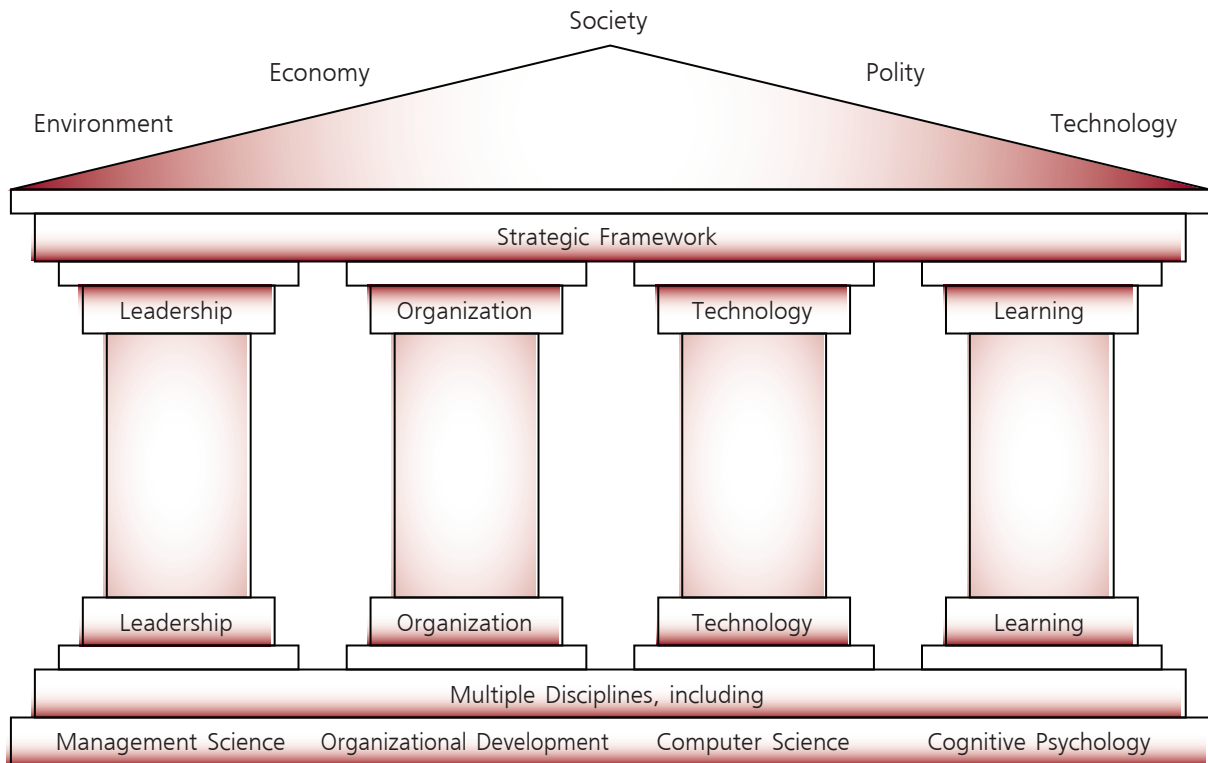 Society
Economy Polity
Environment Technology
Strategic Framework
Leadership Organization Technology Learning
Leadership Organization Technology Learning
Multiple Disciplines, including
Management Science Organizational Development Computer Science Cognitive Psychology